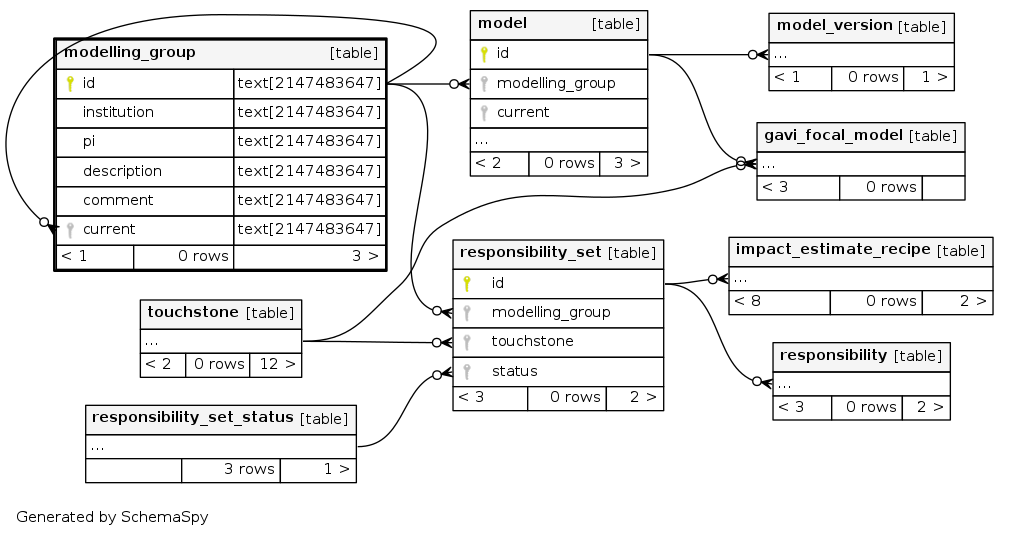 modelling_group [table]
id text[2147483647]
institution text[2147483647]
pi text[2147483647]
description text[2147483647]
comment text[2147483647]
current text[2147483647]
< 1 0 rows 3 >
model [table]
id
modelling_group
current
...
< 2 0 rows 3 >
model_version [table]
...
< 1 0 rows 1 >
gavi_focal_model [table]
...
< 3 0 rows
responsibility_set [table]
id
modelling_group
touchstone
status
< 3 0 rows 2 >
impact_estimate_recipe [table]
...
< 8 0 rows 2 >
touchstone [table]
...
< 2 0 rows 12 >
responsibility [table]
...
< 3 0 rows 2 >
responsibility_set_status [table]
...
3 rows 1 >
Generated by SchemaSpy